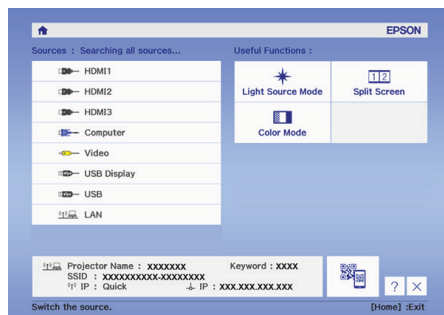 EPSON
Sources : Searching all sources...
Useful Functions :
HDMI1
HDMI2
HDMI3
Computer
Video
USB Display
USB
LAN
Light Source Mode
1 2
Split Screen
Color Mode
Projector Name : XXXXXXX
Keyword : XXXX
SSID : XXXXXXXXXX-XXXXXXXX
IP : Quick
IP : XXX.XXX.XXX.XXX
?
Switch the source.
[Home] :Exit